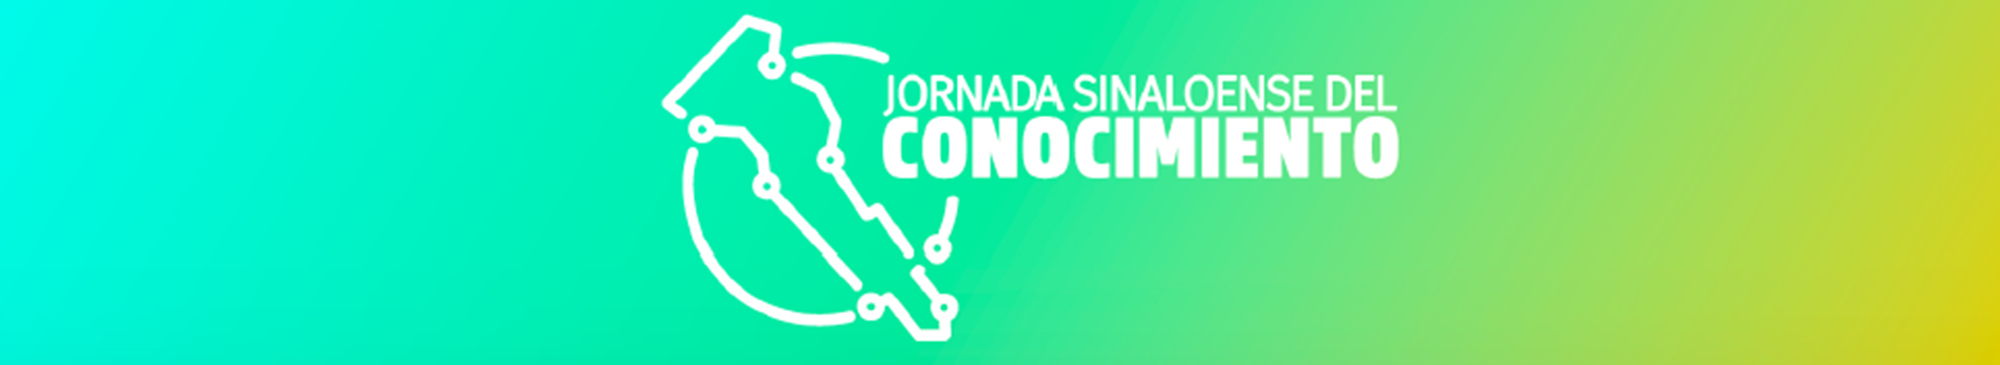 JORNADA SINALOENSE DEL
CONOCIMIENTO